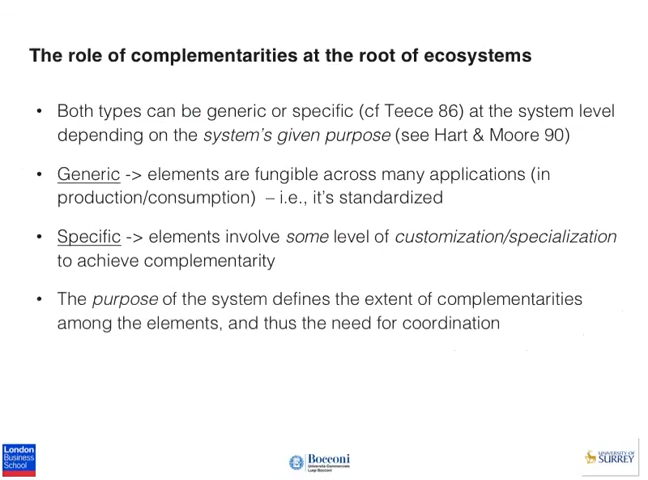 The role of complementarities at the root of ecosystems
• Both types can be generic or specific (cf Teece 86) at the system level
depending on the system's given purpose (see Hart & Moore 90)
• Generic -> elements are fungible across many applications (in
production/consumption) – i.e., it's standardized
• Specific -> elements involve some level of customization/specialization
to achieve complementarity
• The purpose of the system defines the extent of complementarities
among the elements, and thus the need for coordination
London
Business
School
Bocconi
Università Commerciale
Luigi Bocconi
UNIVERSITY OF
SURREY